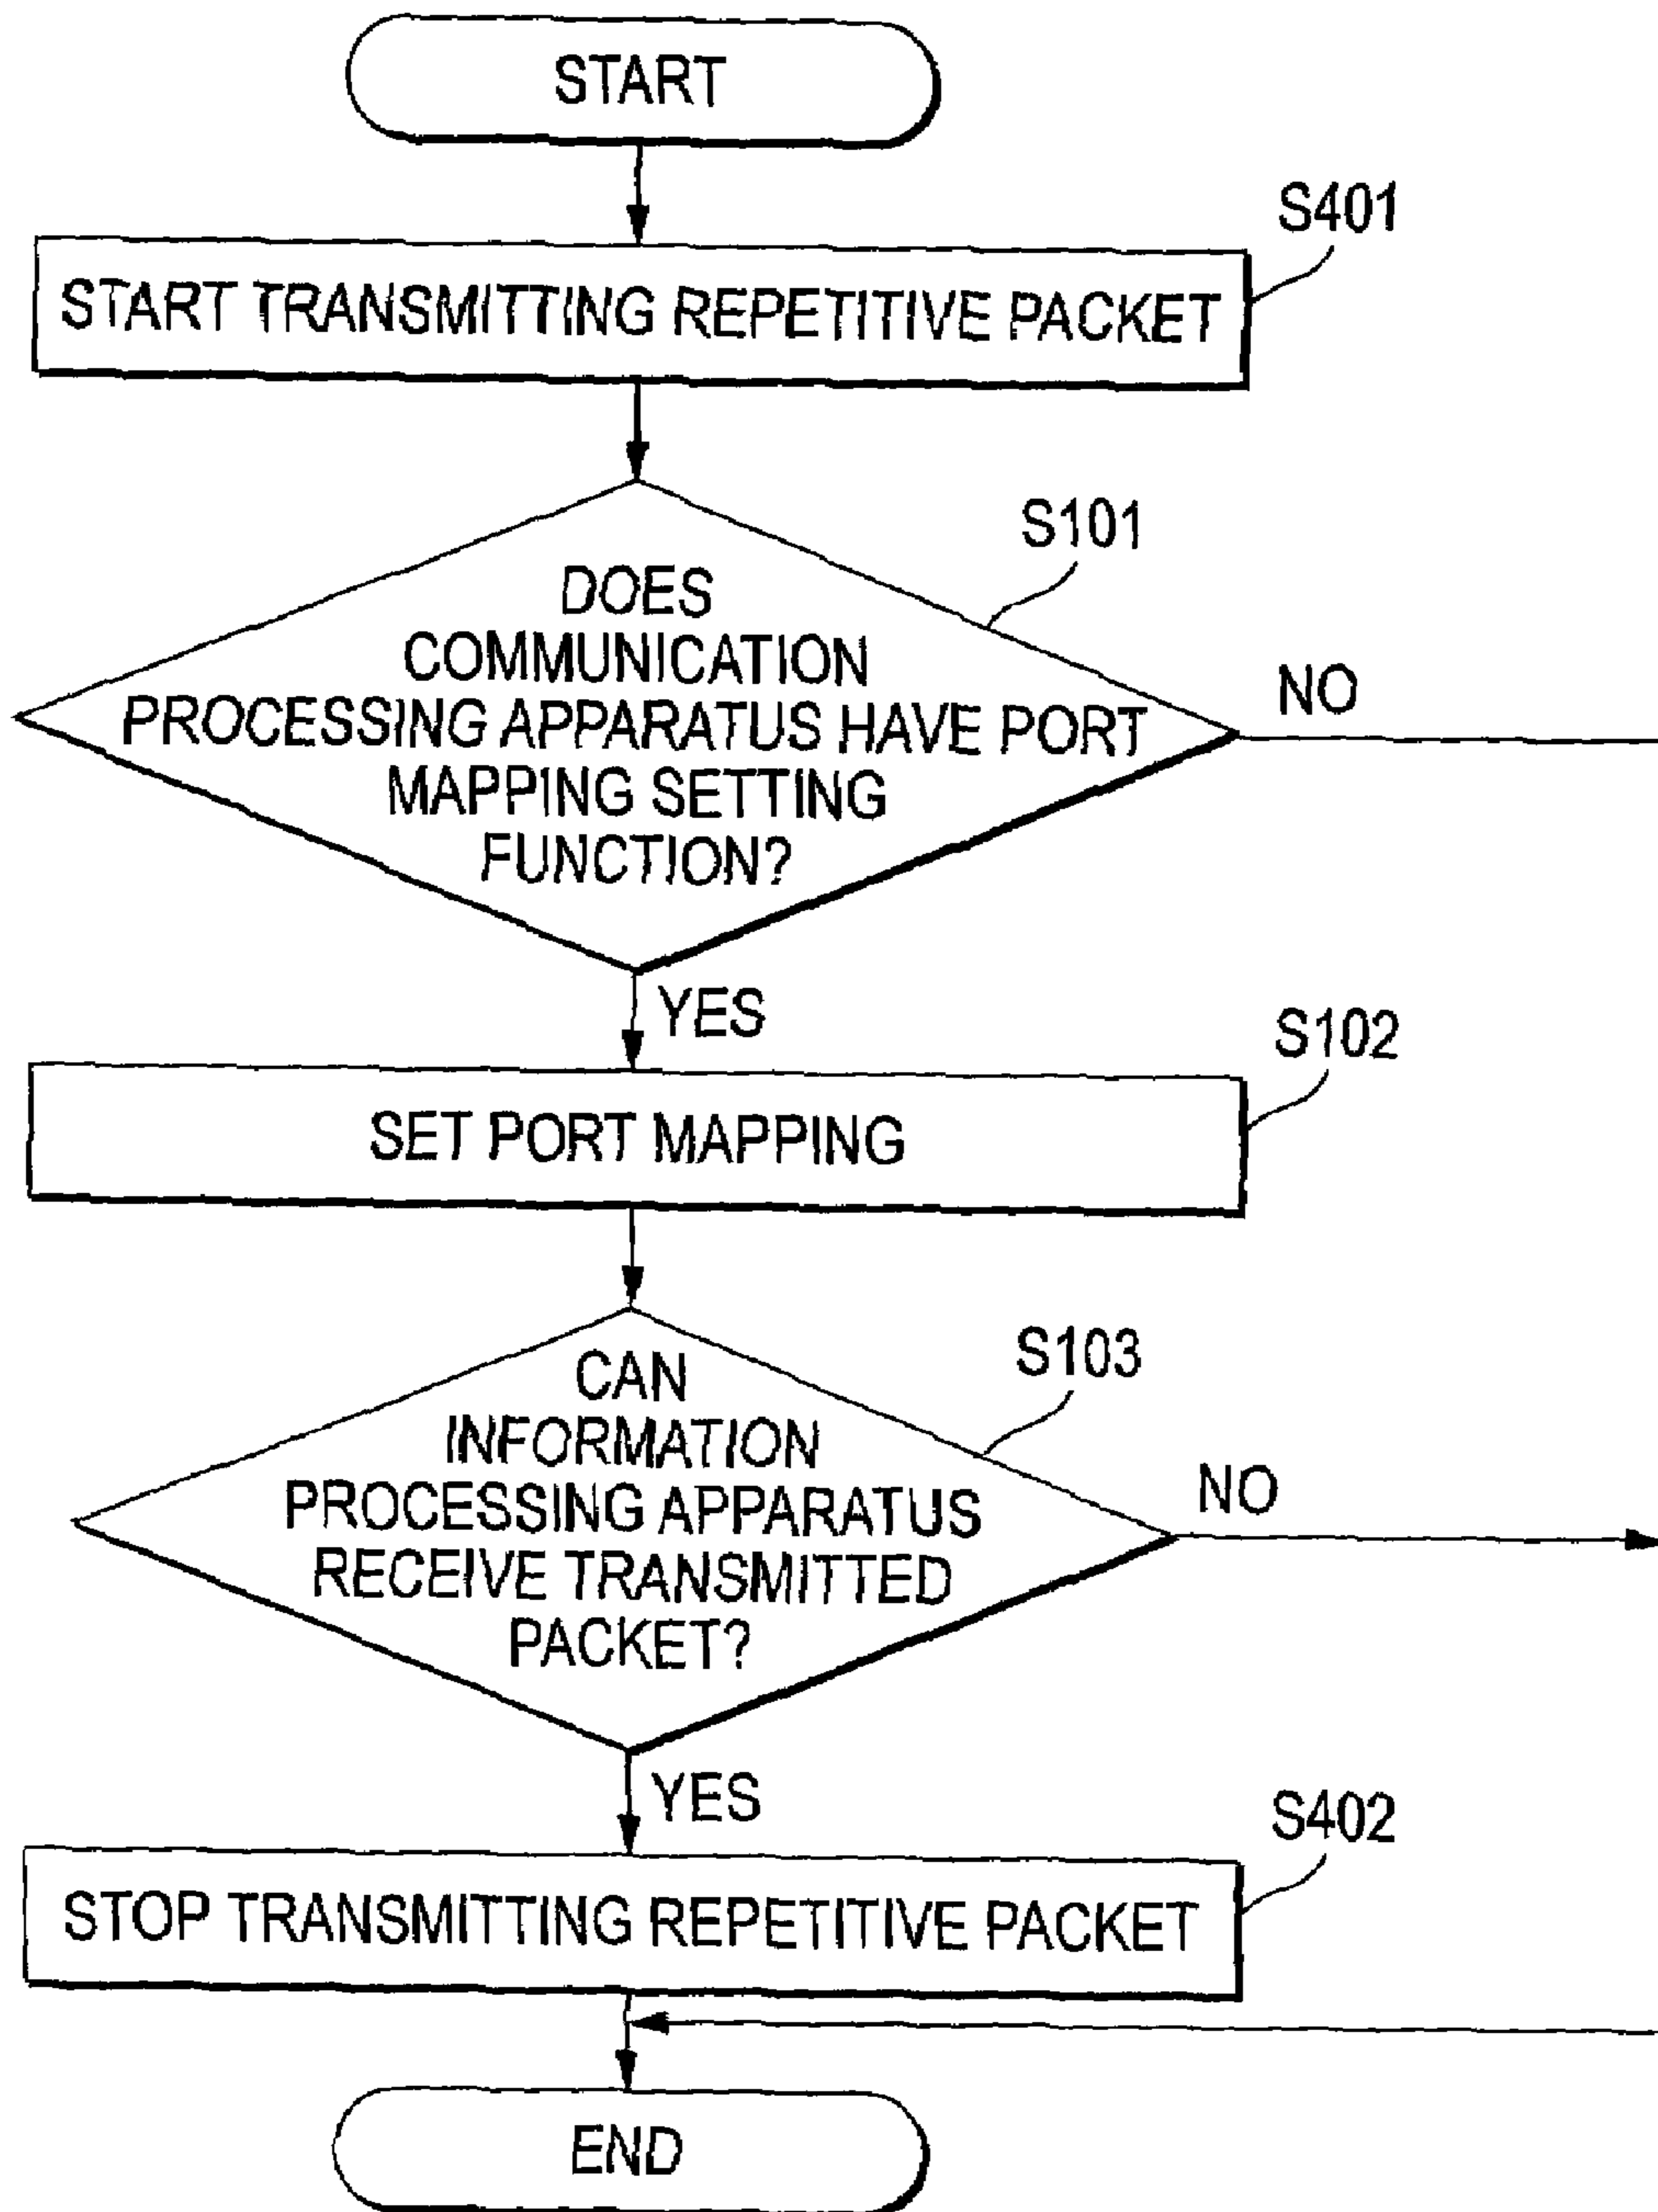 START
S401
START TRANSMITTING REPETITIVE PACKET
S101
DOES
COMMUNICATION
PROCESSING APPARATUS HAVE PORT
MAPPING SETTING
FUNCTION?
NO
YES
S102
SET PORT MAPPING
S103
CAN
INFORMATION
PROCESSING APPARATUS
RECEIVE TRANSMITTED
PACKET?
NO
YES
S402
STOP TRANSMITTING REPETITIVE PACKET
END